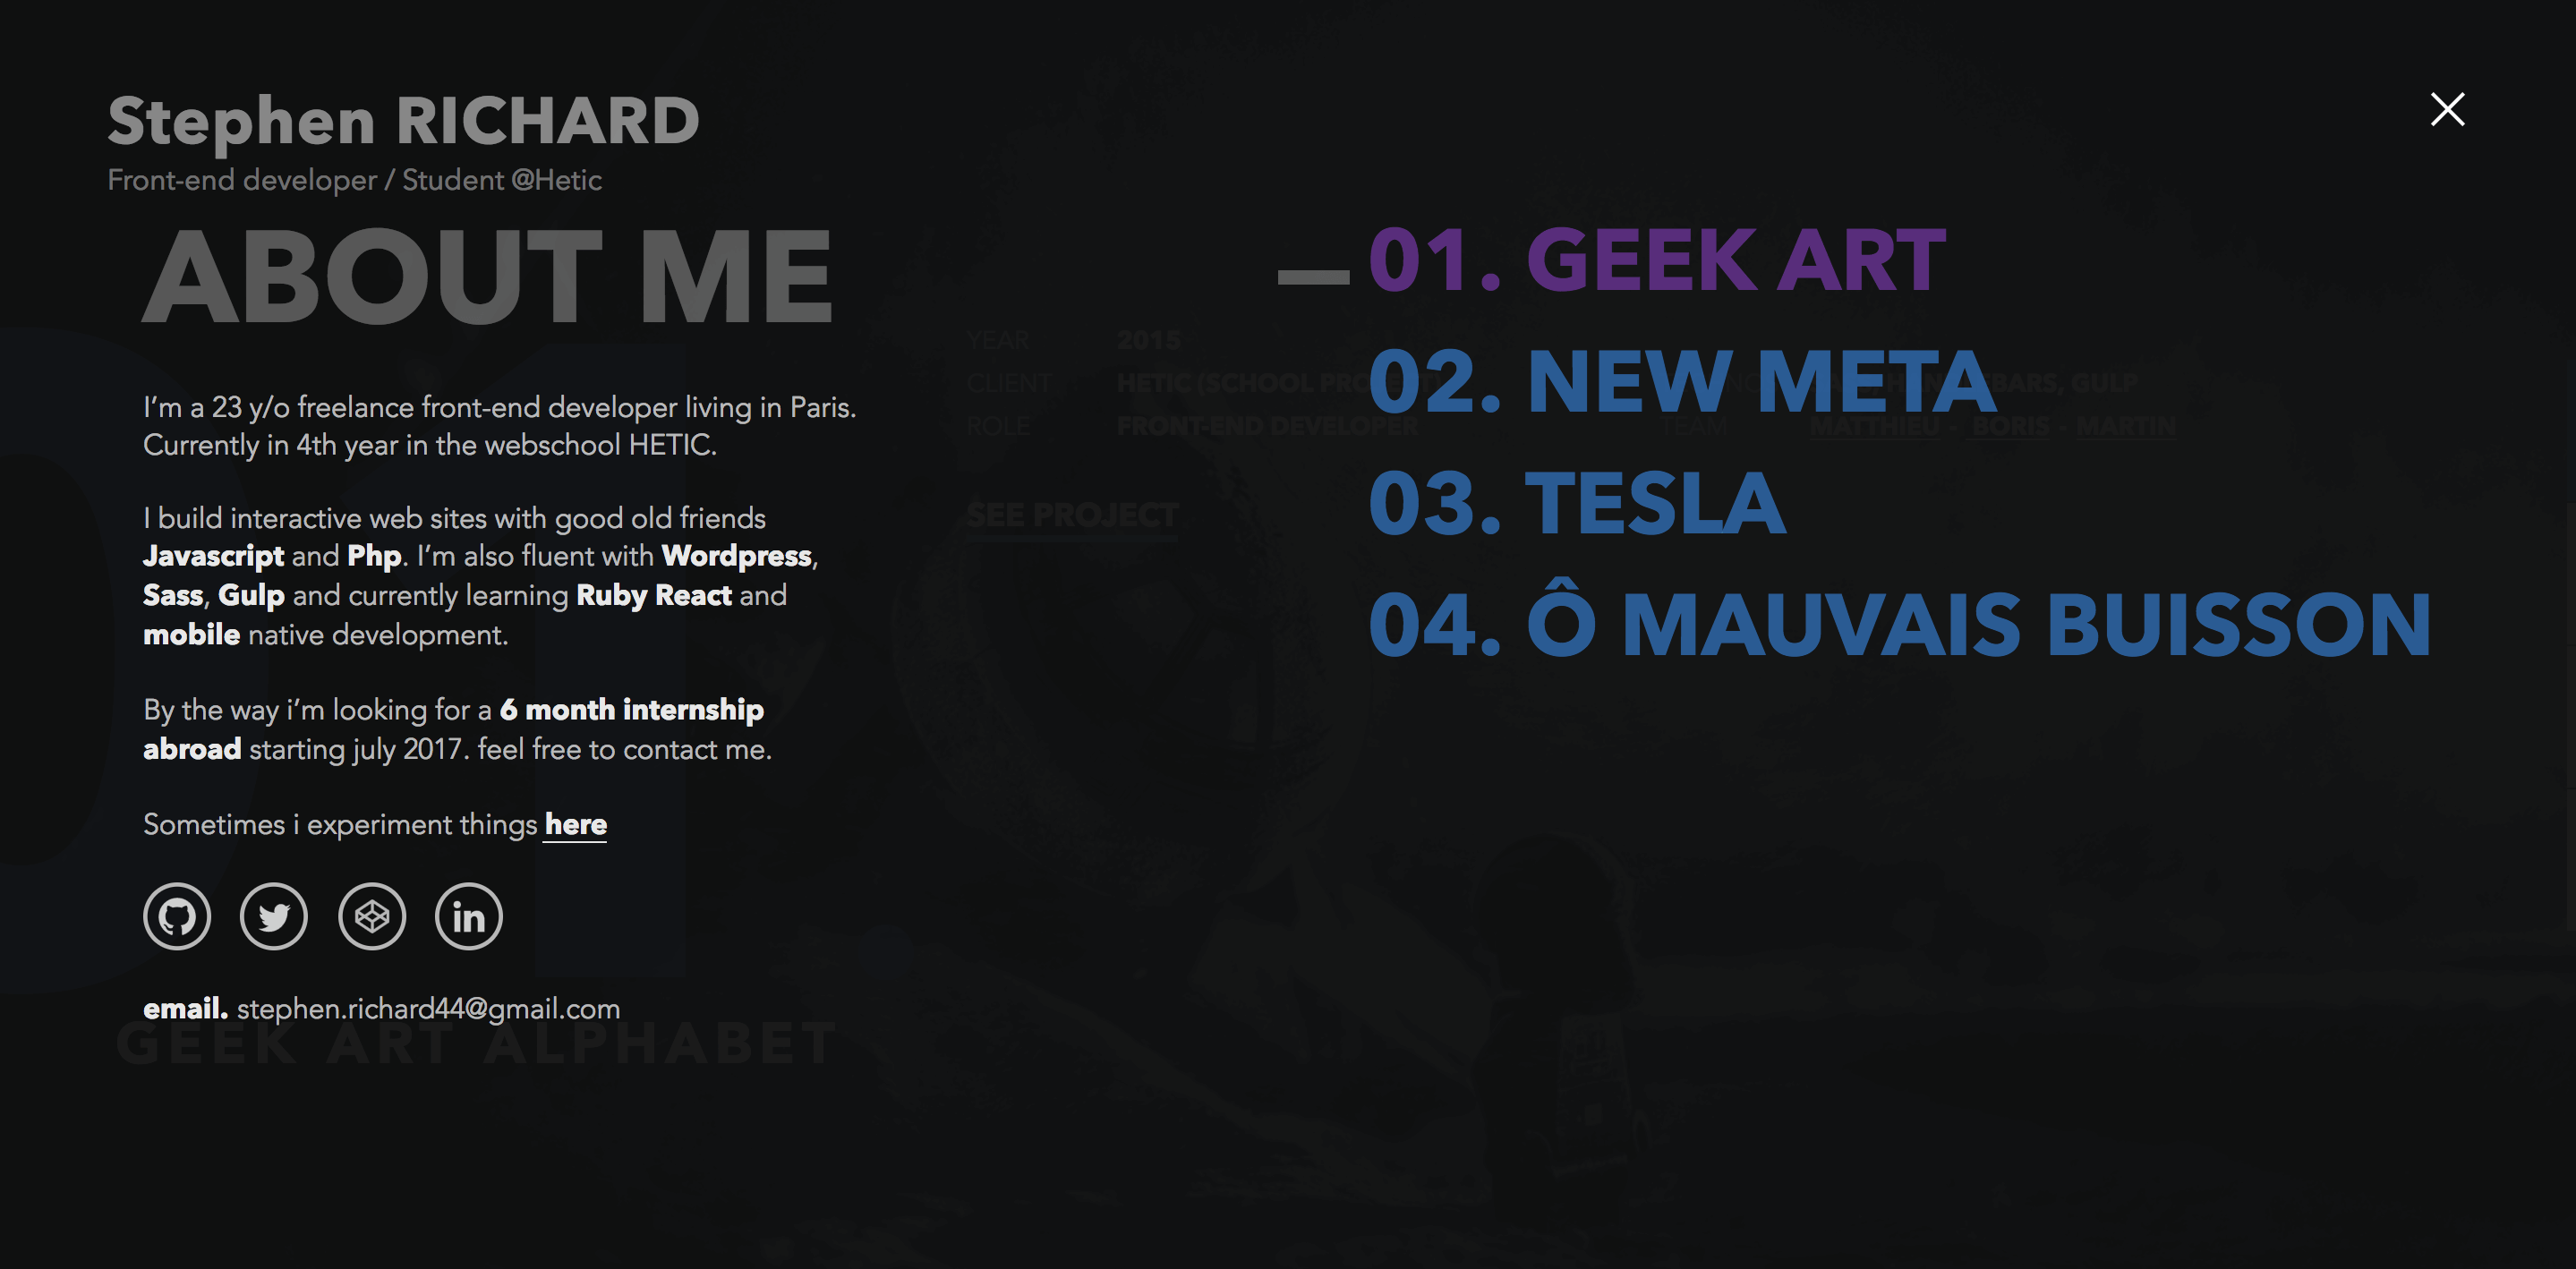 Stephen RICHARD
Front-end developer / Student @Hetic
ABOUT ME
I'm a 23 y/o freelance front-end developer living in Paris.
Currently in 4th year in the webschool HETIC.
I build interactive web sites with good old friends
Javascript and Php. I'm also fluent with Wordpress,
Sass, Gulp and currently learning Ruby React and
mobile native development.
By the way i'm looking for a 6 month internship
abroad starting july 2017. feel free to contact me.
Sometimes i experiment things here
in
email. stephen.richard44@gmail.com
GEEK ART ALPHABET
01
YEAR 2015
CLIENT HETIC (SCHOOL PROJECT)
ROLE FRONT-END DEVELOPER
SEE PROJECT
GULP
TEAM MATTHIEU - BORIS - MARTIN
01. GEEK ART
02. NEW META
03. TESLA
04. Ô MAUVAIS BUISSON